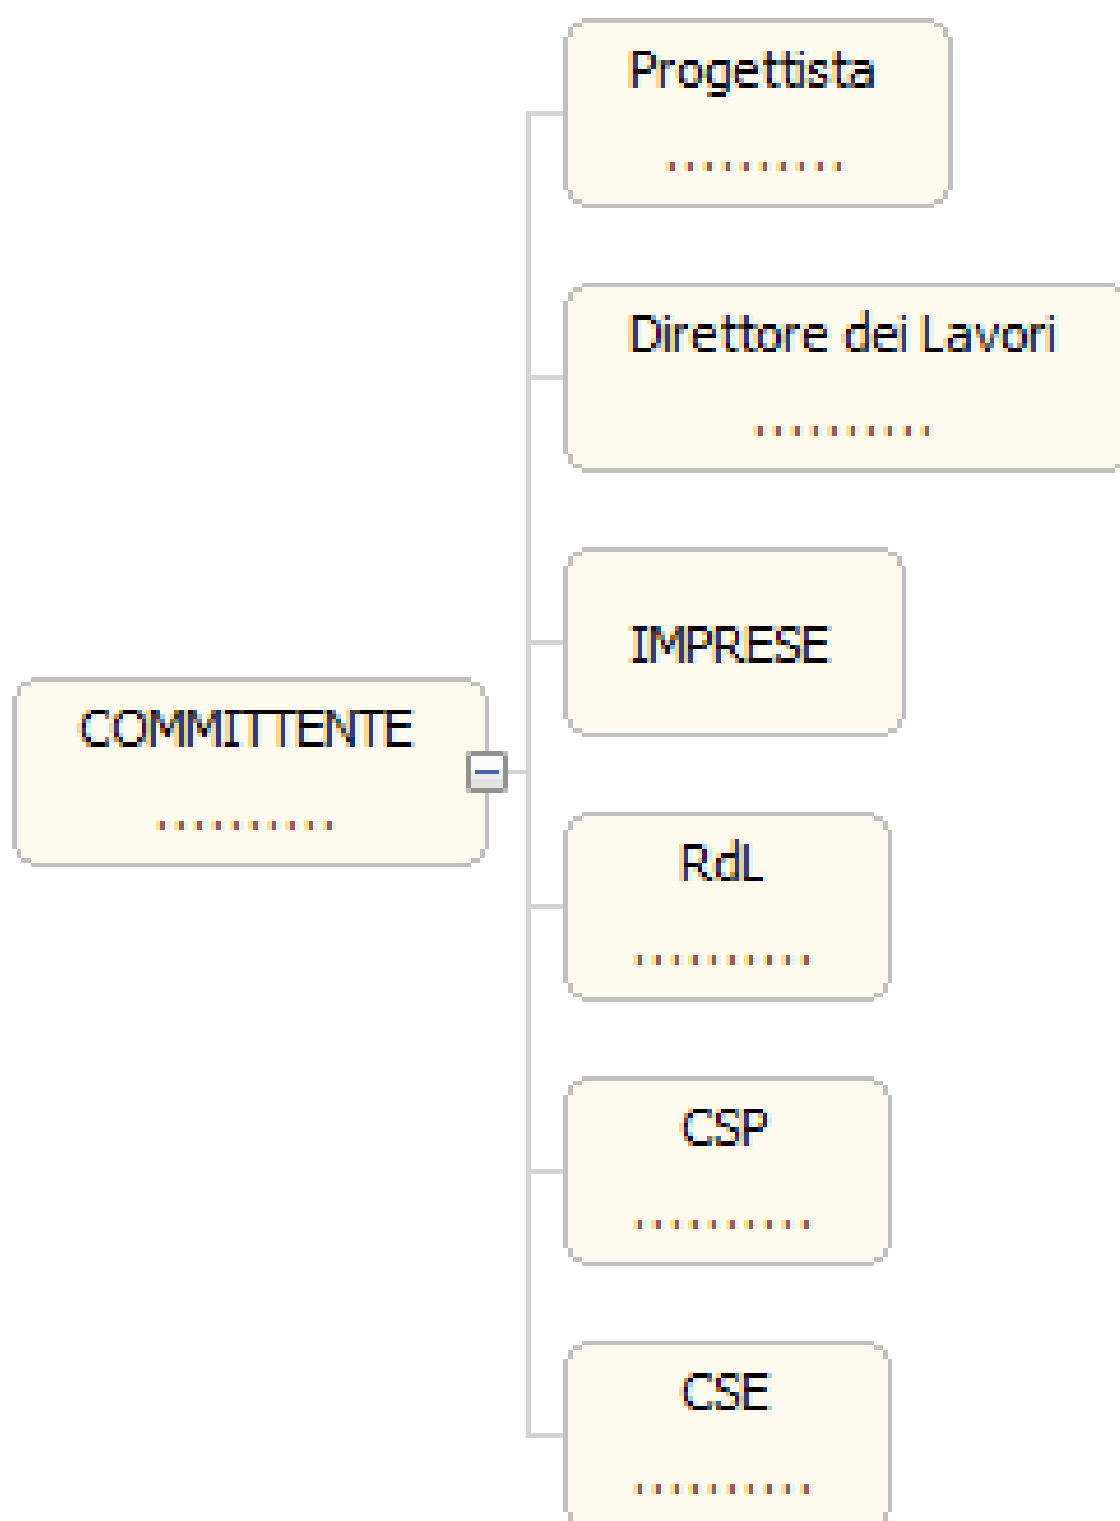 Progettista
..........
Direttore dei Lavori
..........
IMPRESE
COMMITTENTE
..........
RdL
..........
CSP
..........
CSE
..........